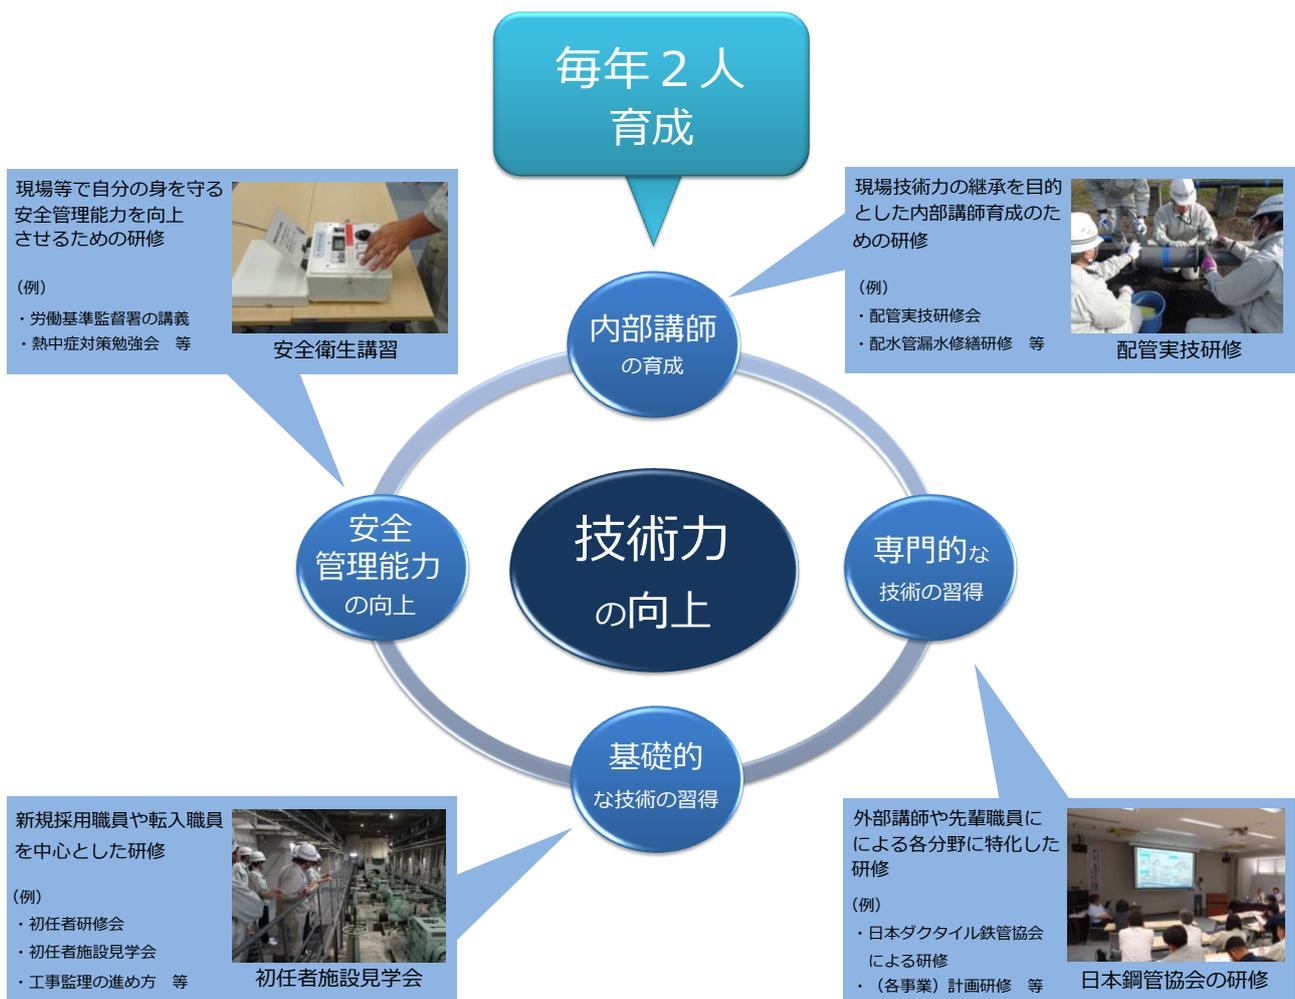 毎年２人
育成
現場等で自分の身を守る
安全管理能力を向上
させるための研修
（例）
・労働基準監督署の講義
・熱中症対策勉強会　等
安全衛生講習
現場技術力の継承を目的
とした内部講師育成のた
めの研修
（例）
・配管実技研修会
・配水管漏水修繕研修　等
配管実技研修
内部講師
の育成
安全
管理能力
の向上
技術力
の向上
専門的な
技術の習得
基礎的
な技術の習得
新規採用職員や転入職員
を中心とした研修
（例）
・初任者研修会
・初任者施設見学会
・工事監理の進め方　等
初任者施設見学会
外部講師や先輩職員に
による各分野に特化した
研修
（例）
・日本ダクタイル鉄管協会
による研修
・（各事業）計画研修　等
日本鋼管協会の研修